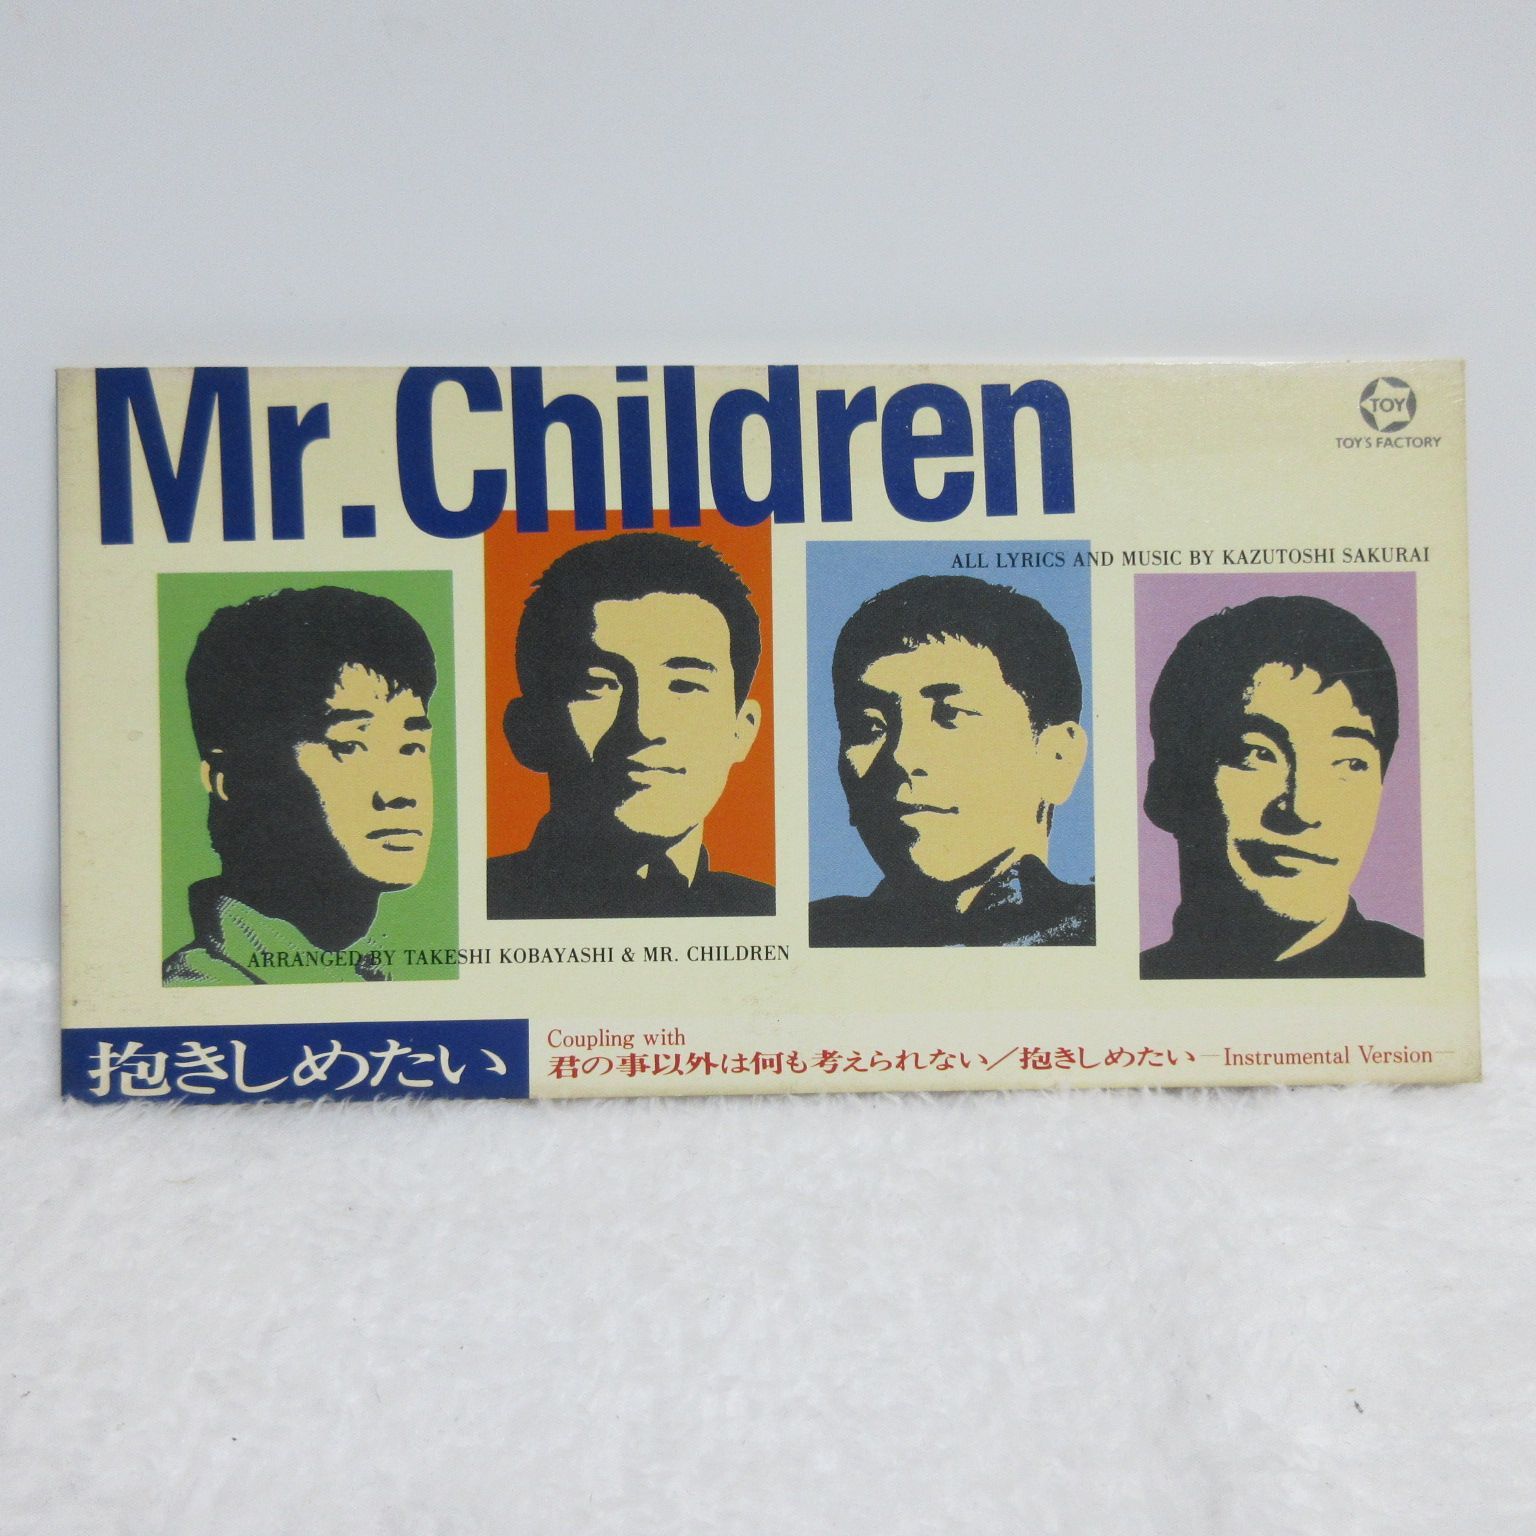 Mr. Children
TOY
TOY'S FACTORY
ALL LYRICS AND MUSIC BY KAZUTOSHI SAKURAI
ARRANGED BY TAKESHI KOBAYASHI & MR. CHILDREN
抱きしめたい
Coupling with
君の事以外は何も考えられない／抱きしめたい—Instrumental Version—